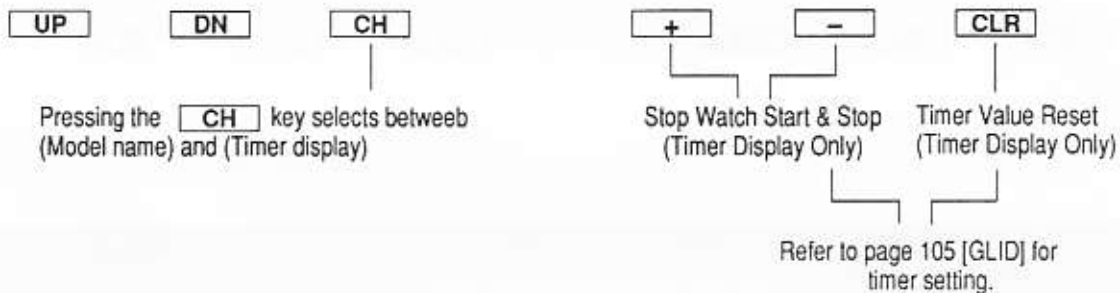 UP DN CH + − CLR
Pressing the CH key selects betweeb
(Model name) and (Timer display)
Stop Watch Start & Stop
(Timer Display Only)
Timer Value Reset
(Timer Display Only)
Refer to page 105 [GLID] for
timer setting.